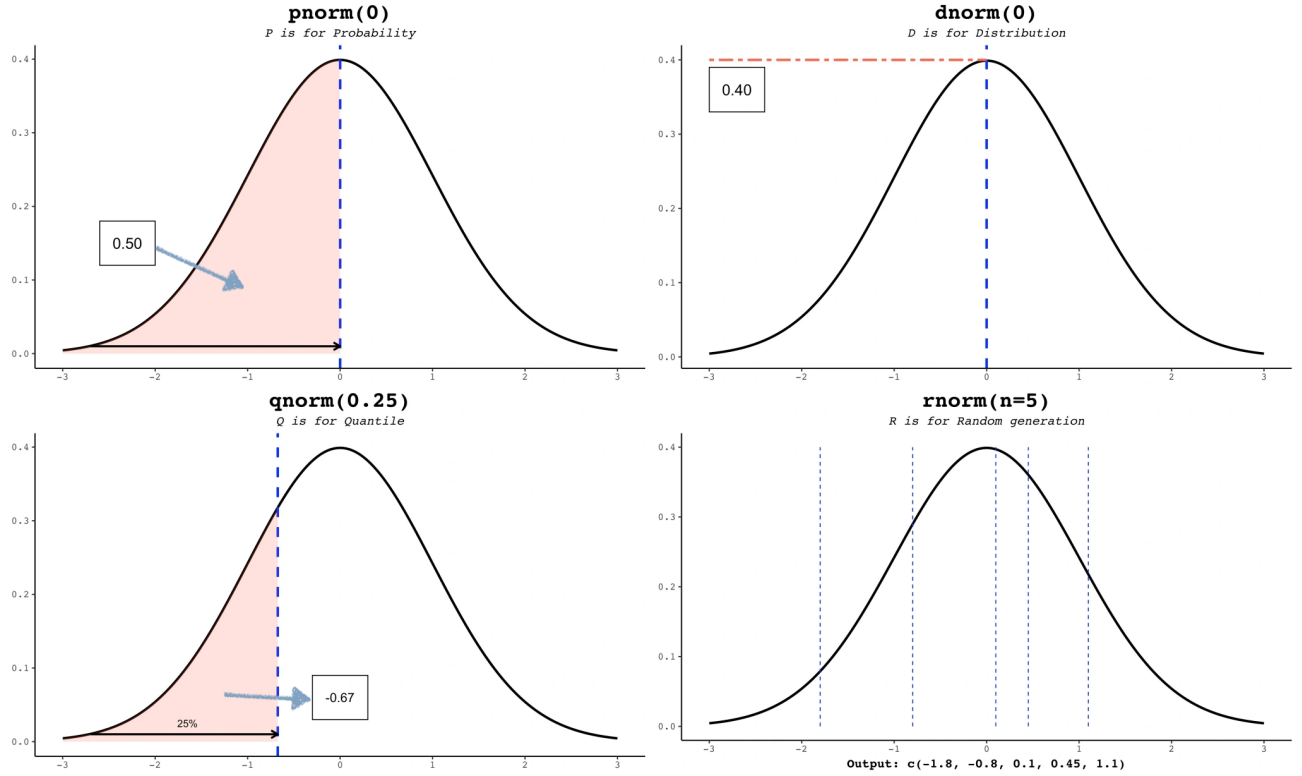 pnorm(0)
P is for Probability
0.4
0.3
0.2
0.1
0.0
0.50
-3 -2 -1 0 1 2 3
dnorm(0)
D is for Distribution
0.4
0.3
0.2
0.1
0.0
0.40
-3 -2 -1 0 1 2 3
qnorm(0.25)
Q is for Quantile
0.4
0.3
0.2
0.1
0.0
-0.67
25%
-3 -2 -1 0 1 2 3
rnorm(n=5)
R is for Random generation
0.4
0.3
0.2
0.1
0.0
-3 -2 -1 0 1 2 3
Output: c(-1.8, -0.8, 0.1, 0.45, 1.1)